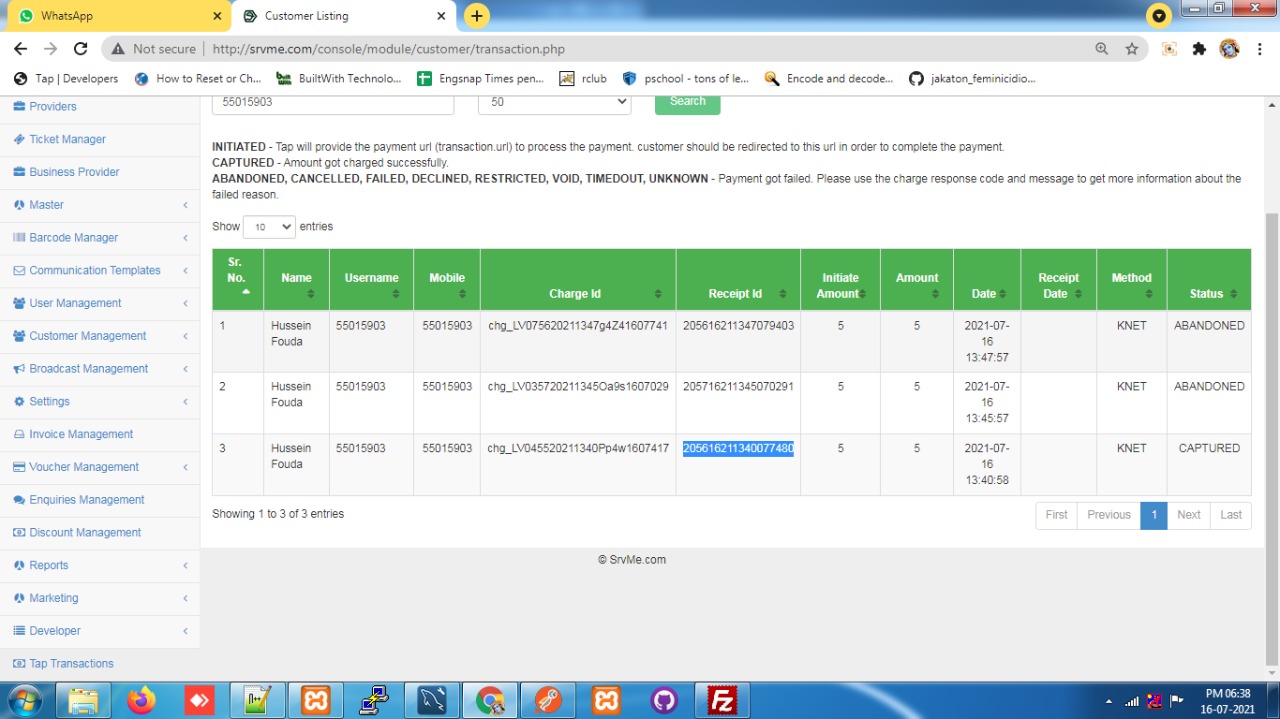 WhatsApp
Customer Listing
Not secure
http://srvme.com/console/module/customer/transaction.php
Tap | Developers
How to Reset or Ch...
BuiltWith Technolo...
Engsnap Times pen...
rclub
pschool - tons of le...
Encode and decode...
jakaton_feminicidio...
Providers
Ticket Manager
Business Provider
Master
Barcode Manager
Communication Templates
User Management
Customer Management
Broadcast Management
Settings
Invoice Management
Voucher Management
Enquiries Management
Discount Management
Reports
Marketing
Developer
Tap Transactions
55015903
50
Search
INITIATED - Tap will provide the payment url (transaction.url) to process the payment. customer should be redirected to this url in order to complete the payment.
CAPTURED - Amount got charged successfully.
ABANDONED, CANCELLED, FAILED, DECLINED, RESTRICTED, VOID, TIMEDOUT, UNKNOWN - Payment got failed. Please use the charge response code and message to get more information about the
failed reason.
Show 10 entries
Sr. No. Name Username Mobile Charge Id Receipt Id Initiate Amount Amount Date Receipt Date Method Status
1 Hussein Fouda 55015903 55015903 chg_LV075620211347g4Z41607741 205616211347079403 5 5 2021-07-16 13:47:57 KNET ABANDONED
2 Hussein Fouda 55015903 55015903 chg_LV035720211345Oa9s1607029 205716211345070291 5 5 2021-07-16 13:45:57 KNET ABANDONED
3 Hussein Fouda 55015903 55015903 chg_LV045520211340Pp4w1607417 205616211340077480 5 5 2021-07-16 13:40:58 KNET CAPTURED
Showing 1 to 3 of 3 entries
First Previous 1 Next Last
© SrvMe.com
PM 06:38
16-07-2021